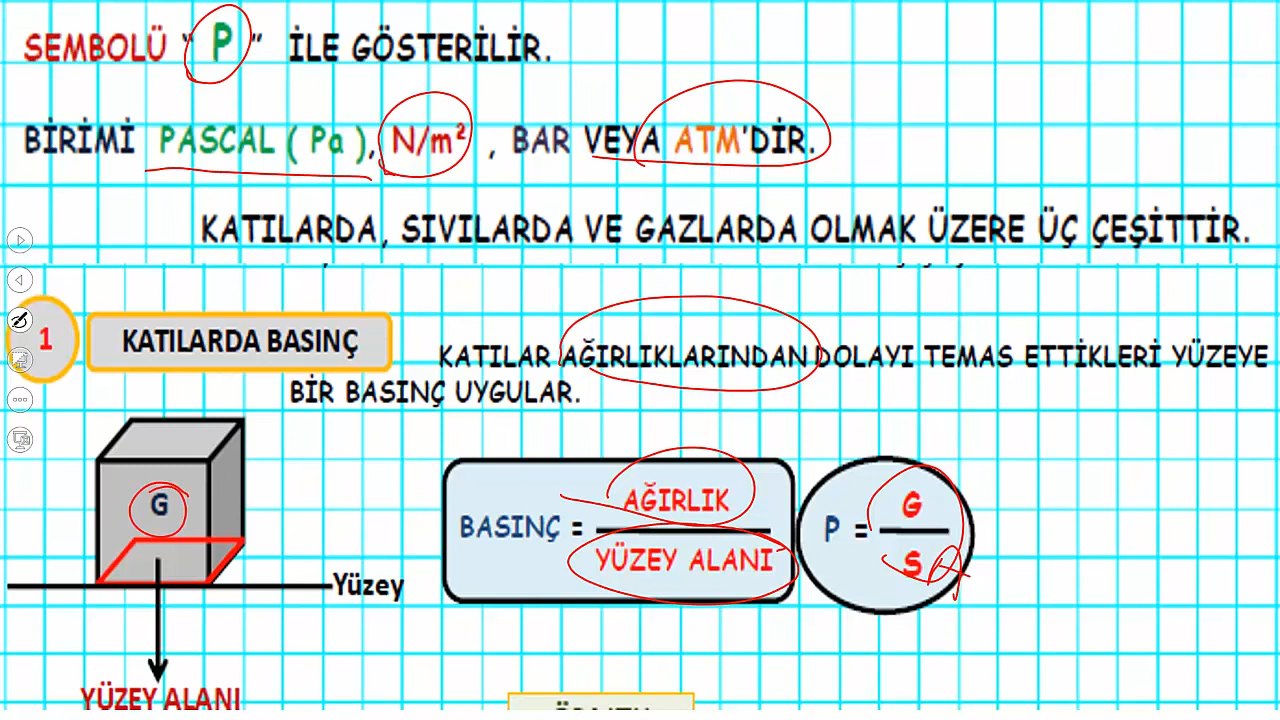 SEMBOLÜ “ P ” İLE GÖSTERİLİR.
BİRİMİ PASCAL ( Pa ), N/m² , BAR VEYA ATM'DİR.
KATILARDA, SIVILARDA VE GAZLARDA OLMAK ÜZERE ÜÇ ÇEŞİTTİR.
1 KATILARDA BASINÇ
KATILAR AĞIRLIKLARINDAN DOLAYI TEMAS ETTİKLERİ YÜZEYE
BİR BASINÇ UYGULAR.
G
Yüzey
YÜZEY ALANI
BASINÇ = AĞIRLIK
YÜZEY ALANI
P = G
S A